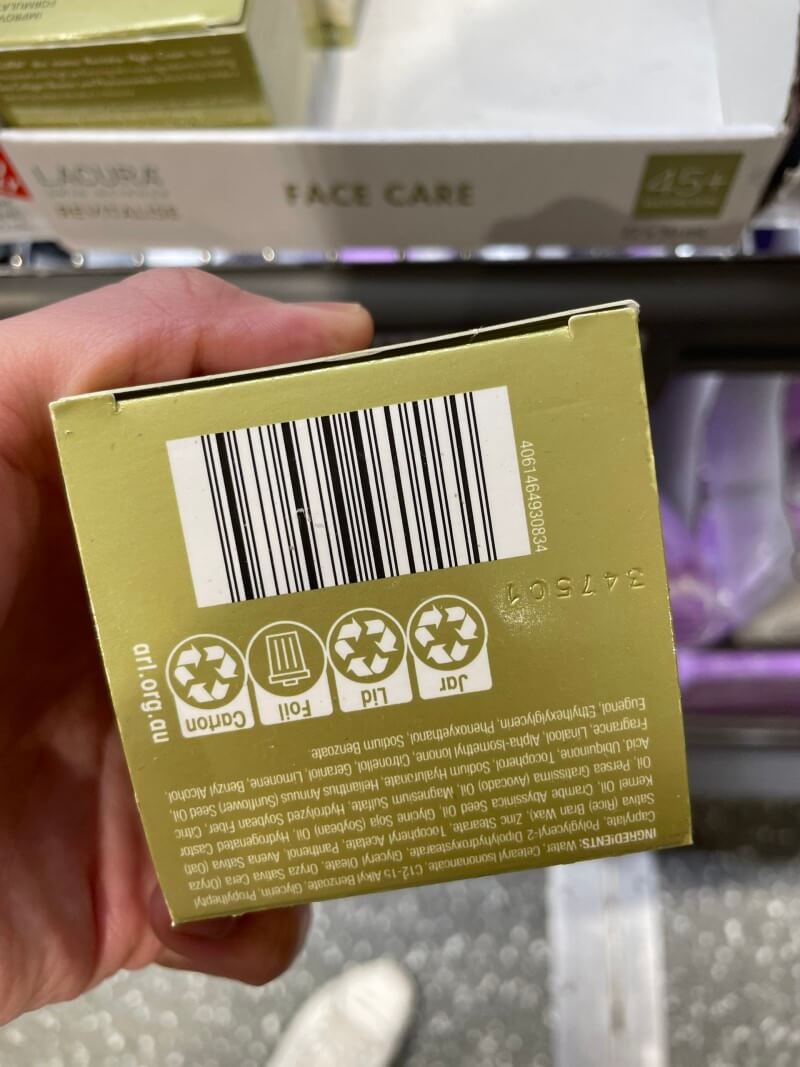 IMPROVED
FORMULATION
LACURA
REVITALISE
FACE CARE
45+
INGREDIENTS: Water, Cetearyl Isononanoate, C12-15 Alkyl Benzoate, Glycerin, Propylheptyl
Caprylate, Polyglyceryl-2 Dipolyhydroxystearate, Glyceryl Oleate, Oryza Sativa Cera (Oryza
Sativa (Rice) Bran Wax, Zinc Stearate, Tocopheryl Acetate, Panthenol, Avena Sativa (Oat)
Kernel Oil, Crambe Abyssinica Seed Oil, Glycine Soja (Soybean) Oil, Hydrogenated Castor
Oil, Persea Gratissima (Avocado) Oil, Magnesium Sulfate, Hydrolyzed Soybean Fiber, Citric
Acid, Ubiquinone, Tocopherol, Sodium Hyaluronate, Helianthus Annuus (Sunflower) Seed Oil,
Fragrance, Linalool, Alpha-Isomethyl Ionone, Citronellol, Geraniol, Limonene, Benzyl Alcohol,
Eugenol, Ethylhexylglycerin, Phenoxyethanol, Sodium Benzoate.
Jar
Lid
Foil
Carton
arl.org.au
347501
4061464930834